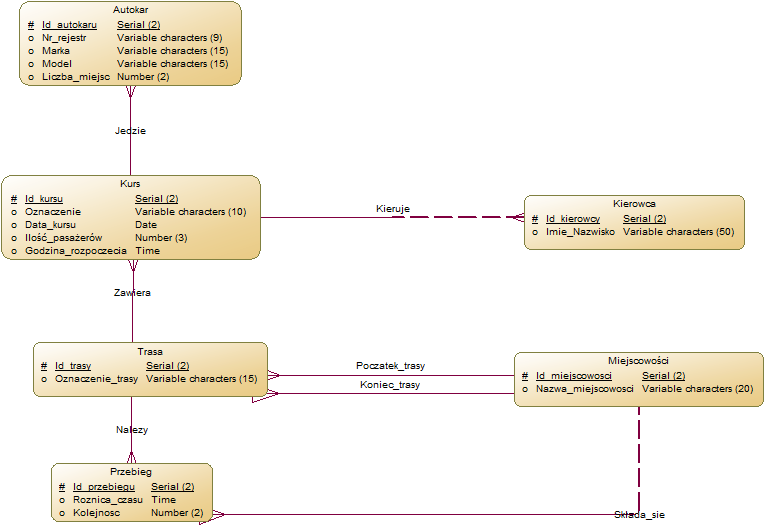 Autokar
# Id_autokaru Serial (2)
o Nr_rejestr Variable characters (9)
o Marka Variable characters (15)
o Model Variable characters (15)
o Liczba_miejsc Number (2)
Jedzie
Kurs
# Id_kursu Serial (2)
o Oznaczenie Variable characters (10)
o Data_kursu Date
o Ilość_pasażerów Number (3)
o Godzina_rozpoczecia Time
Kieruje
Kierowca
# Id_kierowcy Serial (2)
o Imie_Nazwisko Variable characters (50)
Zawiera
Trasa
# Id_trasy Serial (2)
o Oznaczenie_trasy Variable characters (15)
Poczatek_trasy
Koniec_trasy
Miejscowości
# Id_miejscowosci Serial (2)
o Nazwa_miejscowosci Variable characters (20)
Nalezy
Przebieg
# Id_przebiegu Serial (2)
o Roznica_czasu Time
o Kolejnosc Number (2)
Sklada_sie